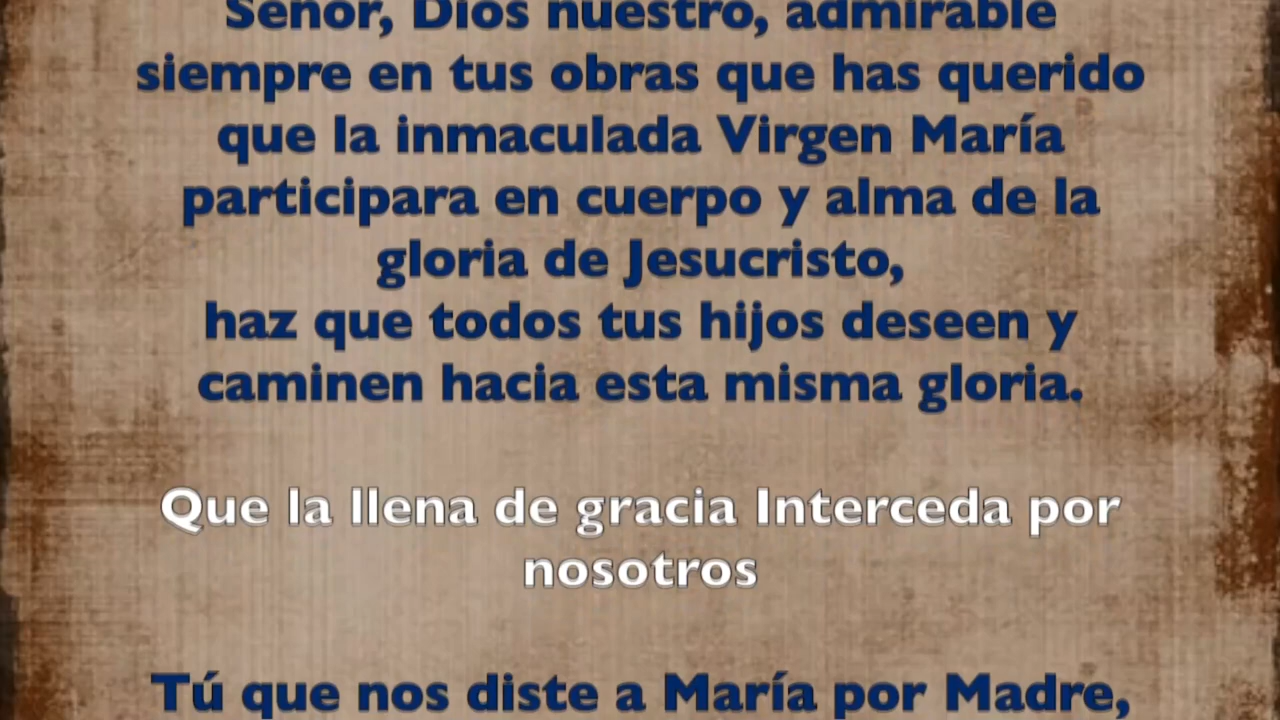 Señor, Dios nuestro, admirable
siempre en tus obras que has querido
que la inmaculada Virgen María
participara en cuerpo y alma de la
gloria de Jesucristo,
haz que todos tus hijos deseen y
caminen hacia esta misma gloria.
Que la llena de gracia Interceda por
nosotros
Tú que nos diste a María por Madre,